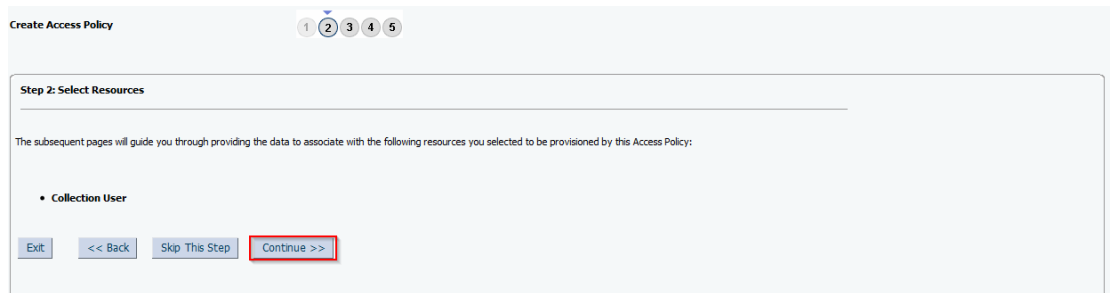 Create Access Policy
1 2 3 4 5
Step 2: Select Resources
The subsequent pages will guide you through providing the data to associate with the following resources you selected to be provisioned by this Access Policy:
• Collection User
Exit << Back Skip This Step Continue >>